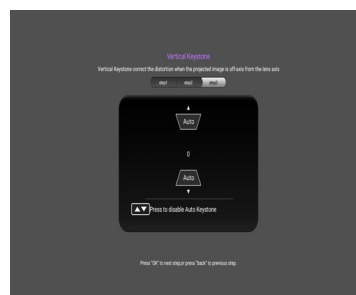 Vertical Keystone
Vertical Keystone correct the distortion when the projected image is off-axis from the lens axis
step1 step2 step3
Auto
0
Auto
Press to disable Auto Keystone
Press "OK" to next step,or press "back" to previous step.